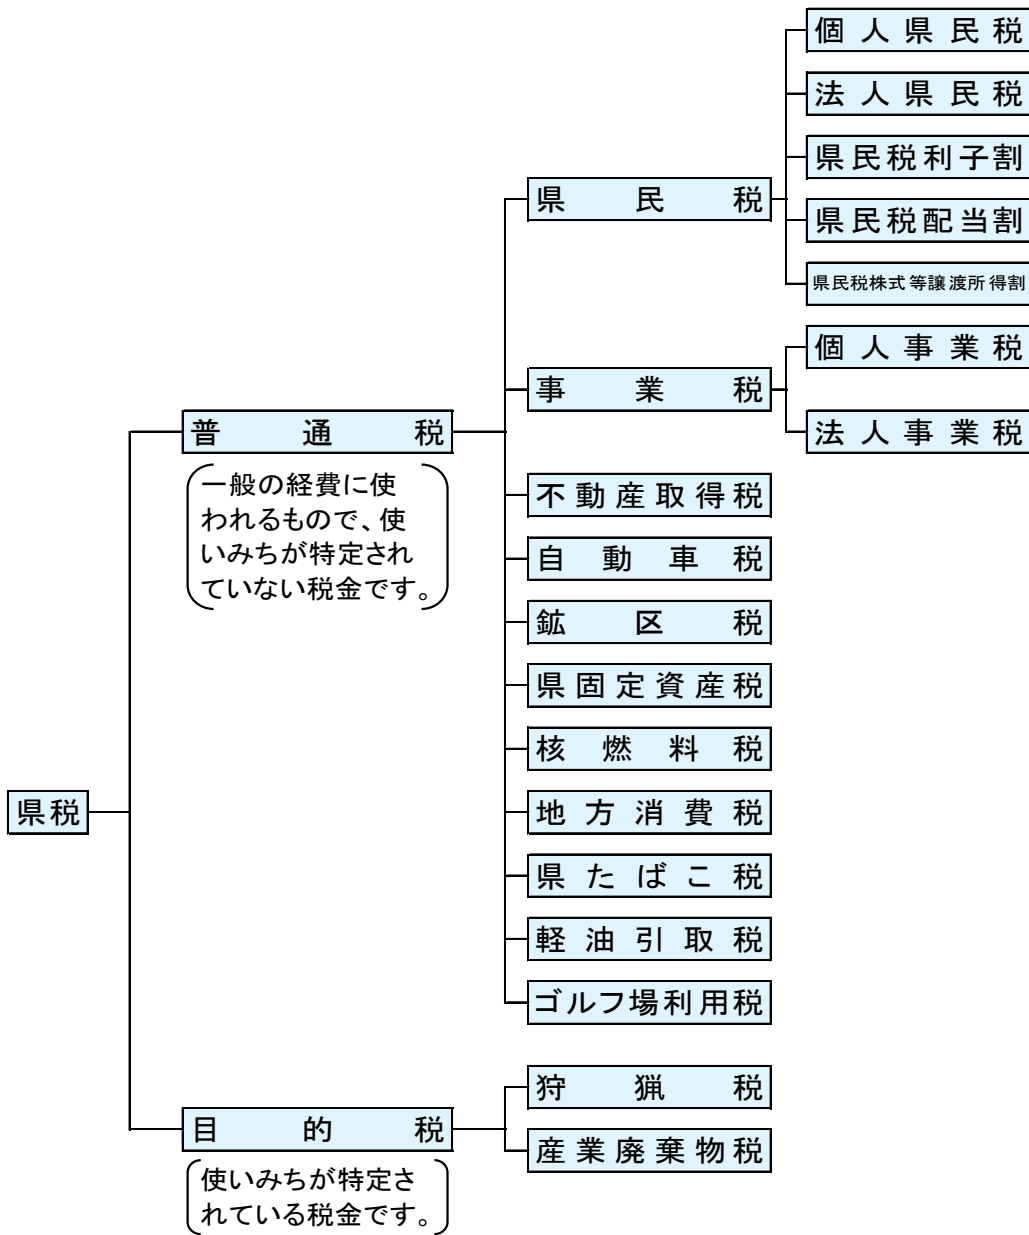 県税
普通税
一般の経費に使
われるもので、使
いみちが特定され
ていない税金です。
県民税
個人県民税
法人県民税
県民税利子割
県民税配当割
県民税株式等譲渡所得割
事業税
個人事業税
法人事業税
不動産取得税
自動車税
鉱区税
県固定資産税
核燃料税
地方消費税
県たばこ税
軽油引取税
ゴルフ場利用税
目的税
使いみちが特定さ
れている税金です。
狩猟税
産業廃棄物税